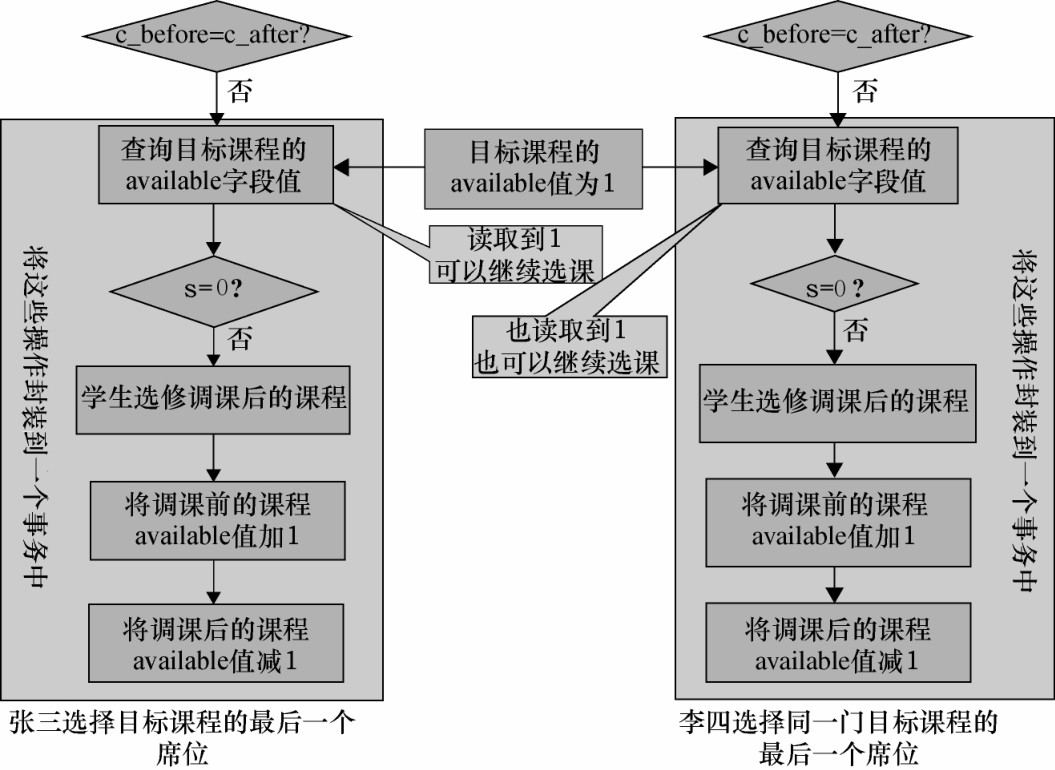 c_before=c_after?
否
查询目标课程的
available字段值
s=0?
否
学生选修调课后的课程
将调课前的课程
available值加1
将调课后的课程
available值减1
将这些操作封装到一个事务中
张三选择目标课程的最后一个
席位
目标课程的
available值为1
读取到1
可以继续选课
也读取到1
也可以继续选课
c_before=c_after?
否
查询目标课程的
available字段值
s=0?
否
学生选修调课后的课程
将调课前的课程
available值加1
将调课后的课程
available值减1
将这些操作封装到一个事务中
李四选择同一门目标课程的
最后一个席位